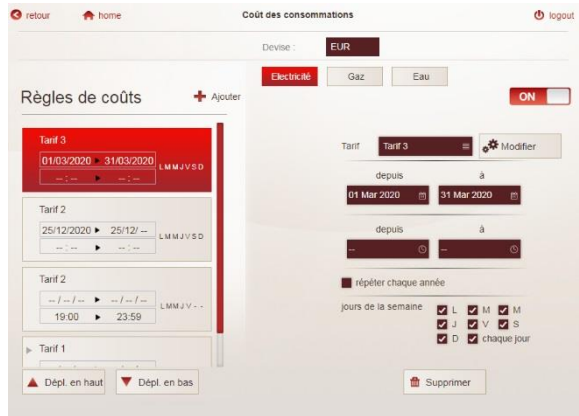 retour home Coût des consommations logout
Devise : EUR
Electricité Gaz Eau
Règles de coûts Ajouter
ON
Tarif 3
01/03/2020 31/03/2020 LMMJVSD
--:-- --:--
Tarif 2
25/12/2020 25/12/ -- LMMJVSD
--:-- --:--
Tarif 2
-- / -- / -- -- / -- / -- LMMJV--
19:00 23:59
Tarif 1
Dépl. en haut Dépl. en bas
Tarif Tarif 3 Modifier
depuis à
01 Mar 2020 31 Mar 2020
depuis à
-- --
répéter chaque année
jours de la semaine L M M
J V S
D chaque jour
Supprimer